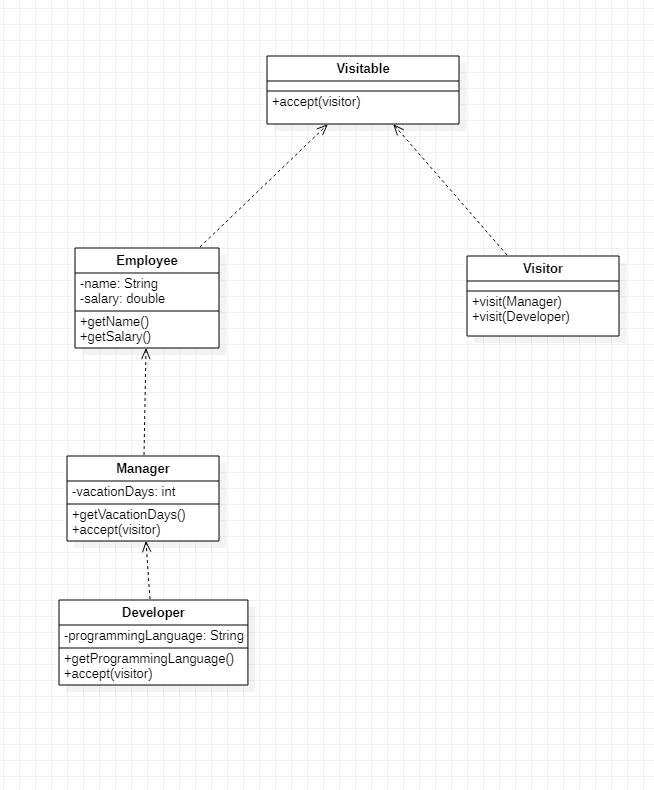 Visitable
+accept(visitor)
Employee
-name: String
-salary: double
+getName()
+getSalary()
Visitor
+visit(Manager)
+visit(Developer)
Manager
-vacationDays: int
+getVacationDays()
+accept(visitor)
Developer
-programmingLanguage: String
+getProgrammingLanguage()
+accept(visitor)